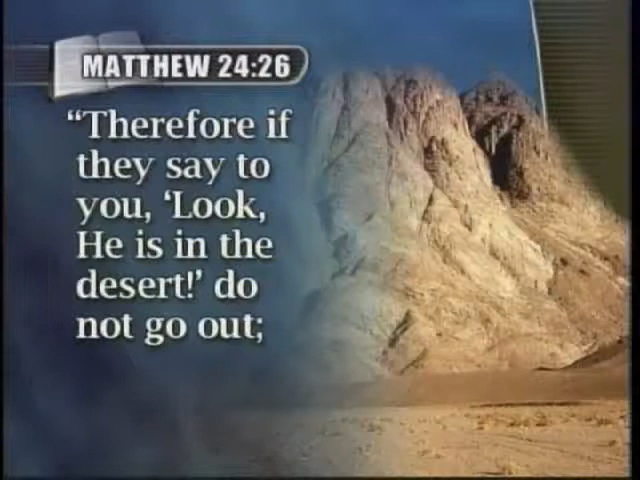 MATTHEW 24:26
“Therefore if
they say to
you, ‘Look,
He is in the
desert!’ do
not go out;